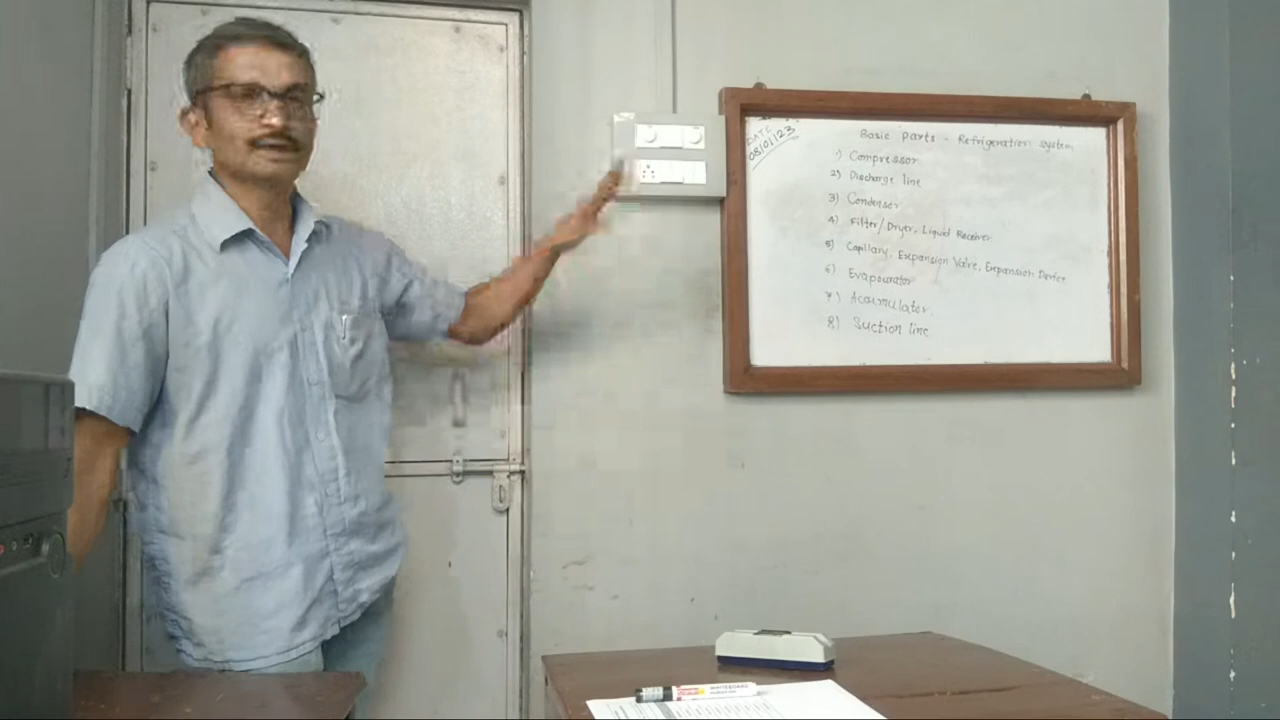 DATE
08/01/23
Basic parts - Refrigeration system
1) Compressor
2) Discharge line
3) Condenser
4) Filter/Dryer, Liquid Receiver
5) Capillary, Expansion Valve, Expansion Device
6) Evapourator
7) Accumulator
8) Suction line
WHITEBOARD